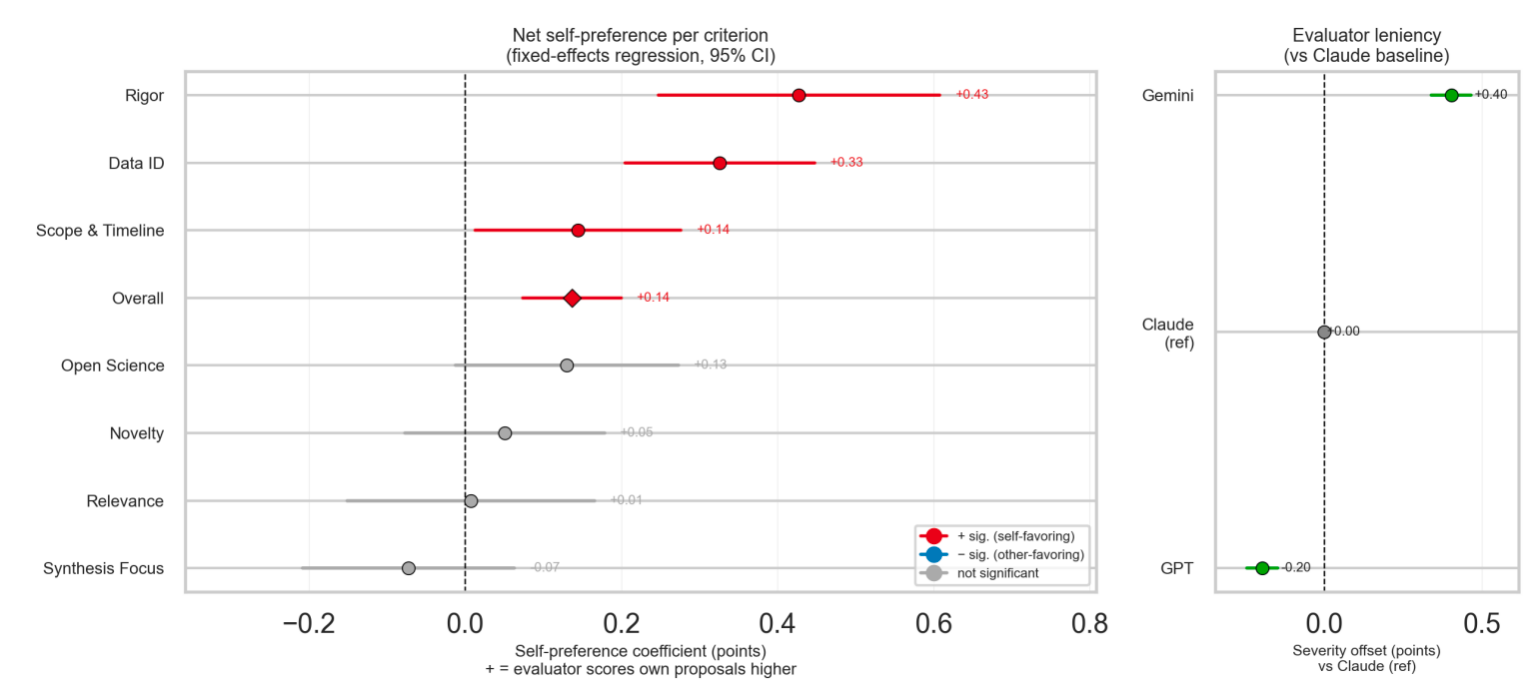 Net self-preference per criterion
(fixed-effects regression, 95% CI)
Rigor
+0.43
Data ID
+0.33
Scope & Timeline
+0.14
Overall
+0.14
Open Science
+0.13
Novelty
+0.05
Relevance
+0.01
Synthesis Focus
-0.07
+ sig. (self-favoring)
− sig. (other-favoring)
not significant
−0.2 0.0 0.2 0.4 0.6 0.8
Self-preference coefficient (points)
+ = evaluator scores own proposals higher
Evaluator leniency
(vs Claude baseline)
Gemini
+0.40
Claude
(ref)
+0.00
GPT
-0.20
0.0 0.5
Severity offset (points)
vs Claude (ref)